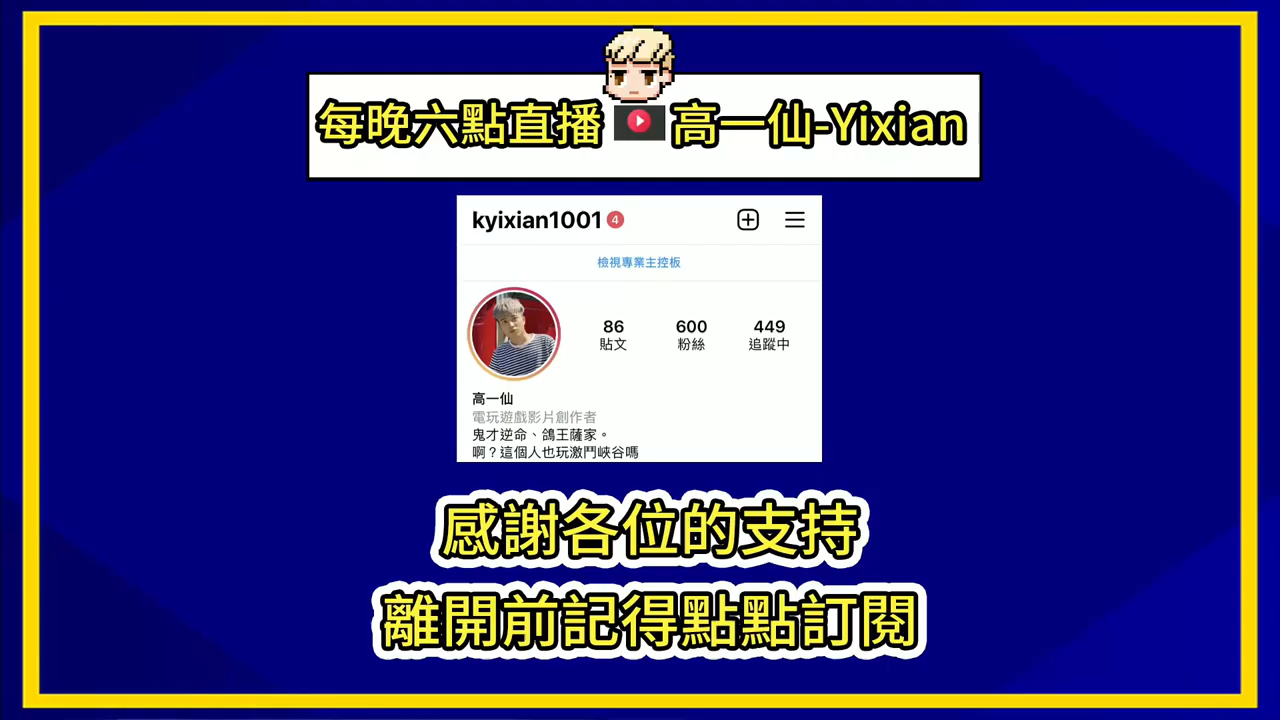 每晚六點直播 高一仙-Yixian
kyixian1001 4
檢視專業主控板
86 600 449
貼文 粉絲 追蹤中
高一仙
電玩遊戲影片創作者
鬼才逆命、鴿王薩家。
啊？這個人也玩激鬥峽谷嗎
感謝各位的支持
離開前記得點點訂閱